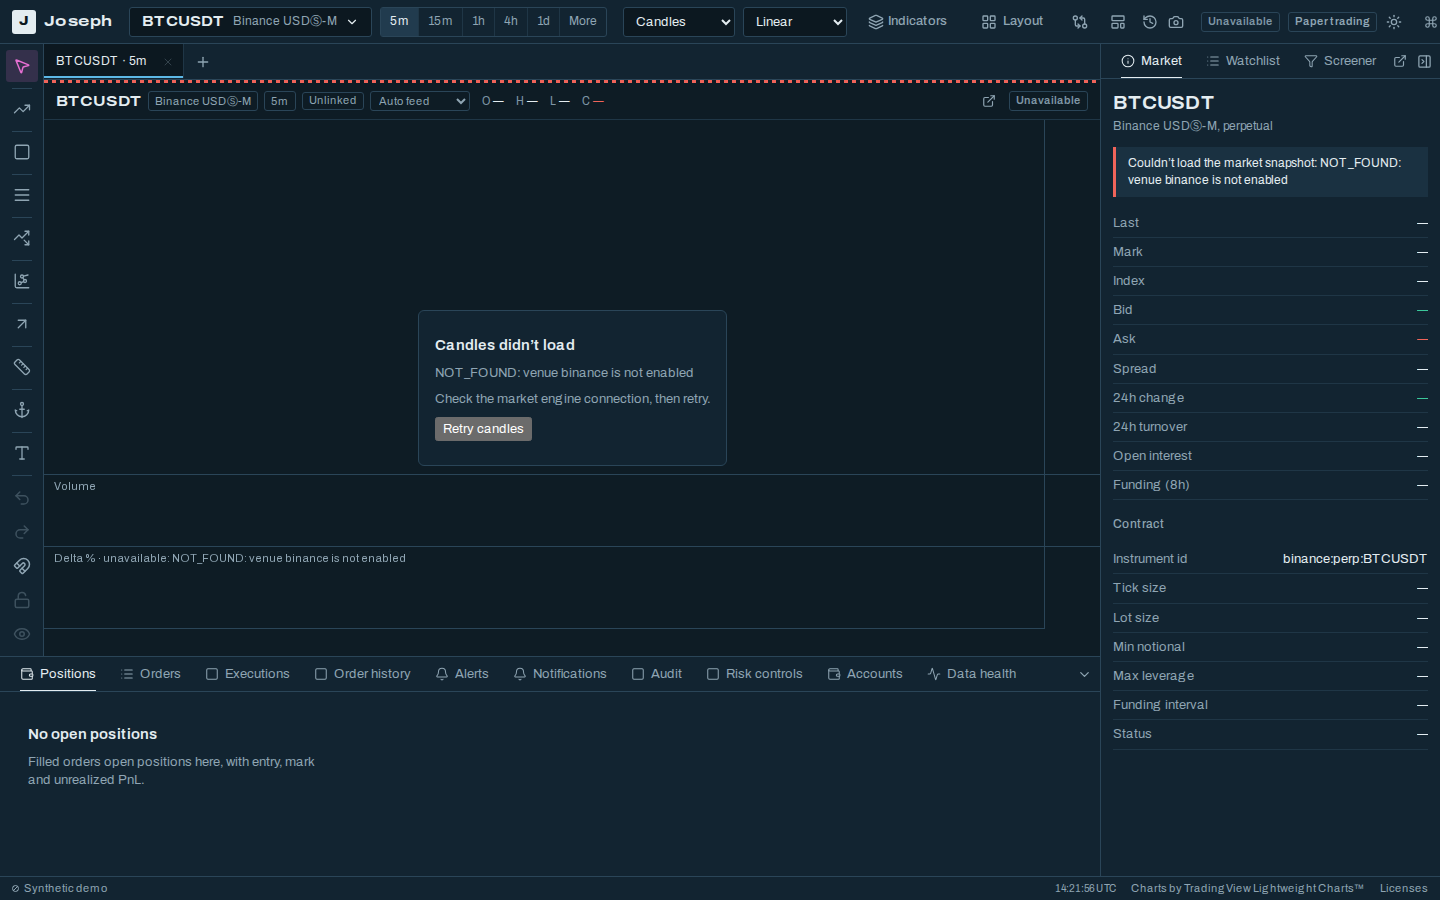 J Joseph
BTCUSDT Binance USDⓈ-M
5m 15m 1h 4h 1d More
Candles
Linear
Indicators
Layout
Unavailable
Paper trading
BTCUSDT · 5m
BTCUSDT Binance USDⓈ-M 5m Unlinked Auto feed O — H — L — C —
Unavailable
Candles didn’t load
NOT_FOUND: venue binance is not enabled
Check the market engine connection, then retry.
Retry candles
Volume
Delta % · unavailable: NOT_FOUND: venue binance is not enabled
Market Watchlist Screener
BTCUSDT
Binance USDⓈ-M, perpetual
Couldn’t load the market snapshot: NOT_FOUND:
venue binance is not enabled
Last —
Mark —
Index —
Bid —
Ask —
Spread —
24h change —
24h turnover —
Open interest —
Funding (8h) —
Contract
Instrument id binance:perp:BTCUSDT
Tick size —
Lot size —
Min notional —
Max leverage —
Funding interval —
Status —
Positions Orders Executions Order history Alerts Notifications Audit Risk controls Accounts Data health
No open positions
Filled orders open positions here, with entry, mark
and unrealized PnL.
Synthetic demo
14:21:56 UTC Charts by TradingView Lightweight Charts™ Licenses